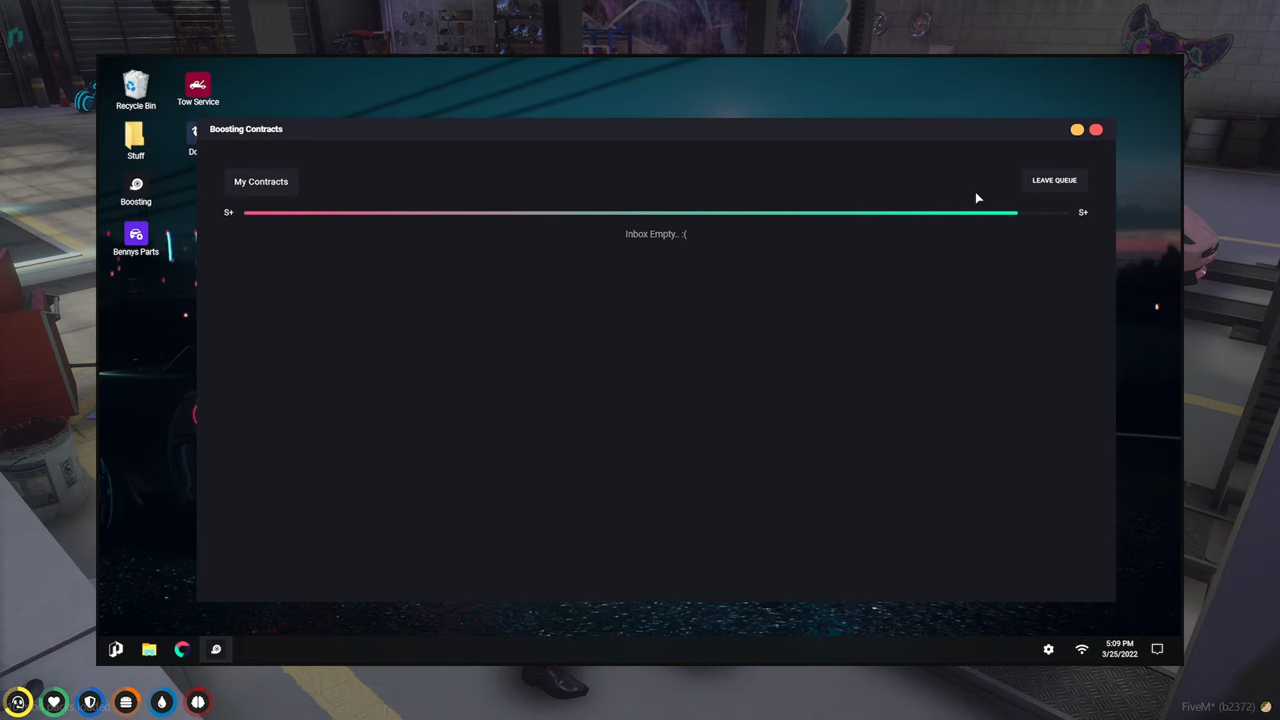 Recycle Bin
Tow Service
Boosting Contracts
Stuff
My Contracts
LEAVE QUEUE
Boosting
S+
S+
Inbox Empty.. :(
Bennys Parts
5:09 PM
3/25/2022
FiveM* (b2372)